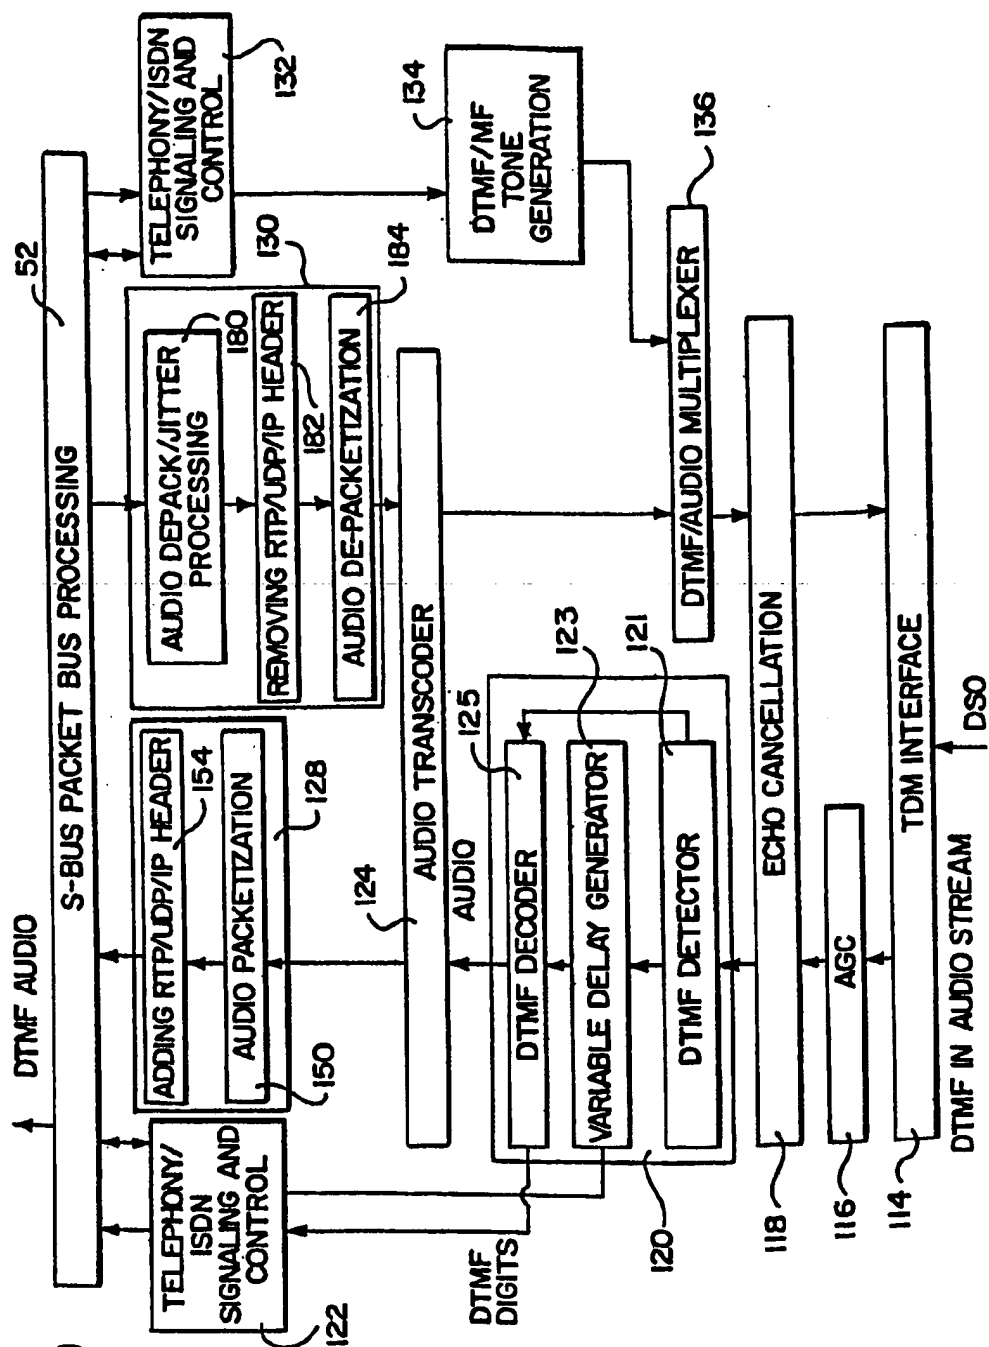 DTMF AUDIO
52
S-BUS PACKET BUS PROCESSING
TELEPHONY/
ISDN
SIGNALING AND
CONTROL
122
ADDING RTP/UDP/IP HEADER
154
AUDIO PACKETIZATION
150
128
AUDIO DEPACK/JITTER
PROCESSING
180
REMOVING RTP/UDP/IP HEADER
182
AUDIO DE-PACKETIZATION
184
130
TELEPHONY/ISDN
SIGNALING AND
CONTROL
132
124
AUDIO TRANSCODER
AUDIO
DTMF/MF
TONE
GENERATION
134
DTMF
DIGITS
DTMF DECODER
125
VARIABLE DELAY GENERATOR
123
DTMF DETECTOR
121
120
DTMF/AUDIO MULTIPLEXER
136
ECHO CANCELLATION
118
AGC
116
TDM INTERFACE
114
DTMF IN AUDIO STREAM
DSO